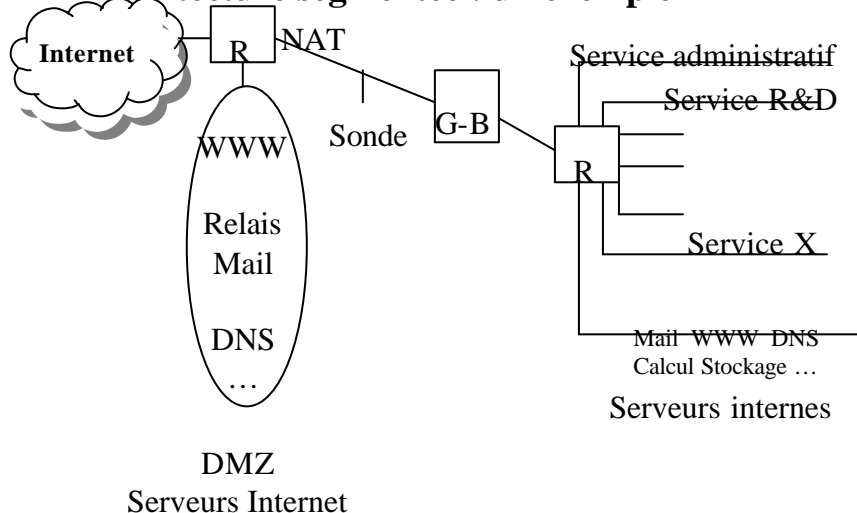 Internet
R
NAT
Sonde
G-B
R
Service administratif
Service R&D
Service X
Mail WWW DNS
Calcul Stockage …
Serveurs internes
WWW
Relais
Mail
DNS
…
DMZ
Serveurs Internet